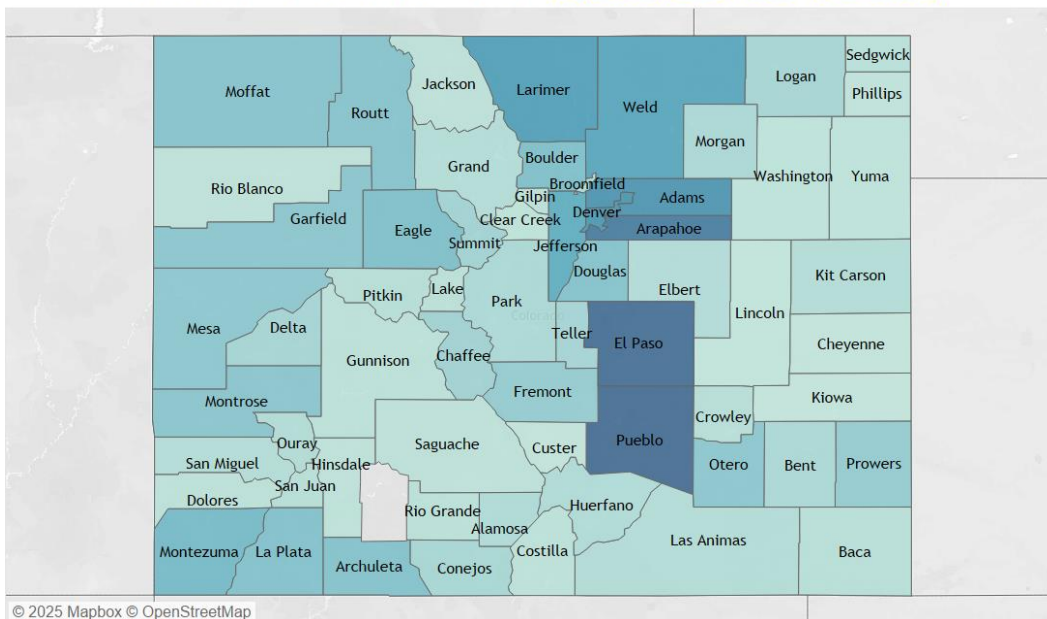 Sedgwick
Jackson
Larimer
Logan
Moffat
Weld
Phillips
Routt
Morgan
Boulder
Grand
Washington
Yuma
Rio Blanco
Broomfield
Gilpin
Adams
Denver
Garfield
Clear Creek
Eagle
Arapahoe
Summit
Jefferson
Douglas
Kit Carson
Lake
Elbert
Pitkin
Park
Lincoln
Colorado
Mesa
Delta
Teller
El Paso
Cheyenne
Chaffee
Gunnison
Fremont
Kiowa
Montrose
Crowley
Pueblo
Ouray
Saguache
Custer
San Miguel
Hinsdale
Otero
Bent
Prowers
San Juan
Dolores
Huerfano
Rio Grande
Alamosa
Las Animas
Montezuma
La Plata
Costilla
Baca
Archuleta
Conejos
© 2025 Mapbox © OpenStreetMap